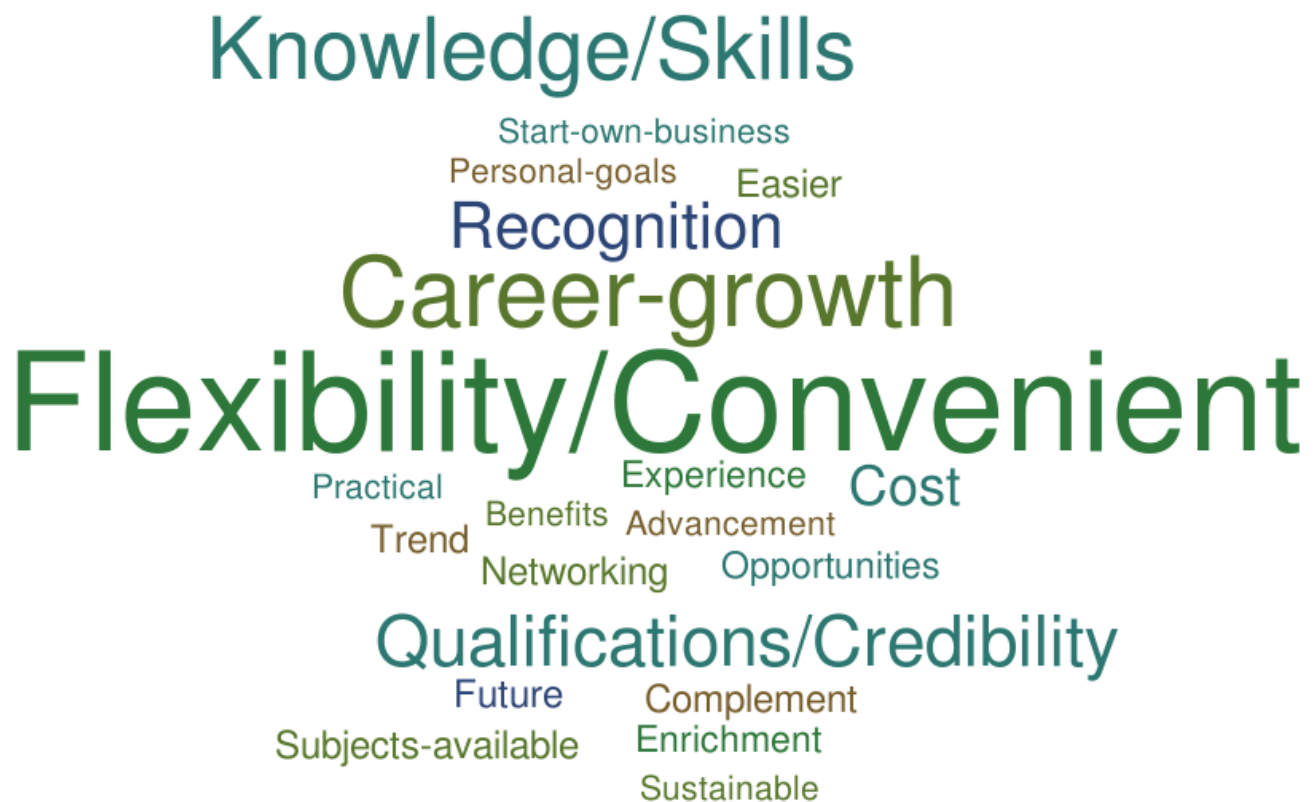 Knowledge/Skills
Start-own-business
Personal-goals Easier
Recognition
Career-growth
Flexibility/Convenient
Practical Experience Cost
Benefits Advancement
Trend
Networking Opportunities
Qualifications/Credibility
Future Complement
Subjects-available Enrichment
Sustainable